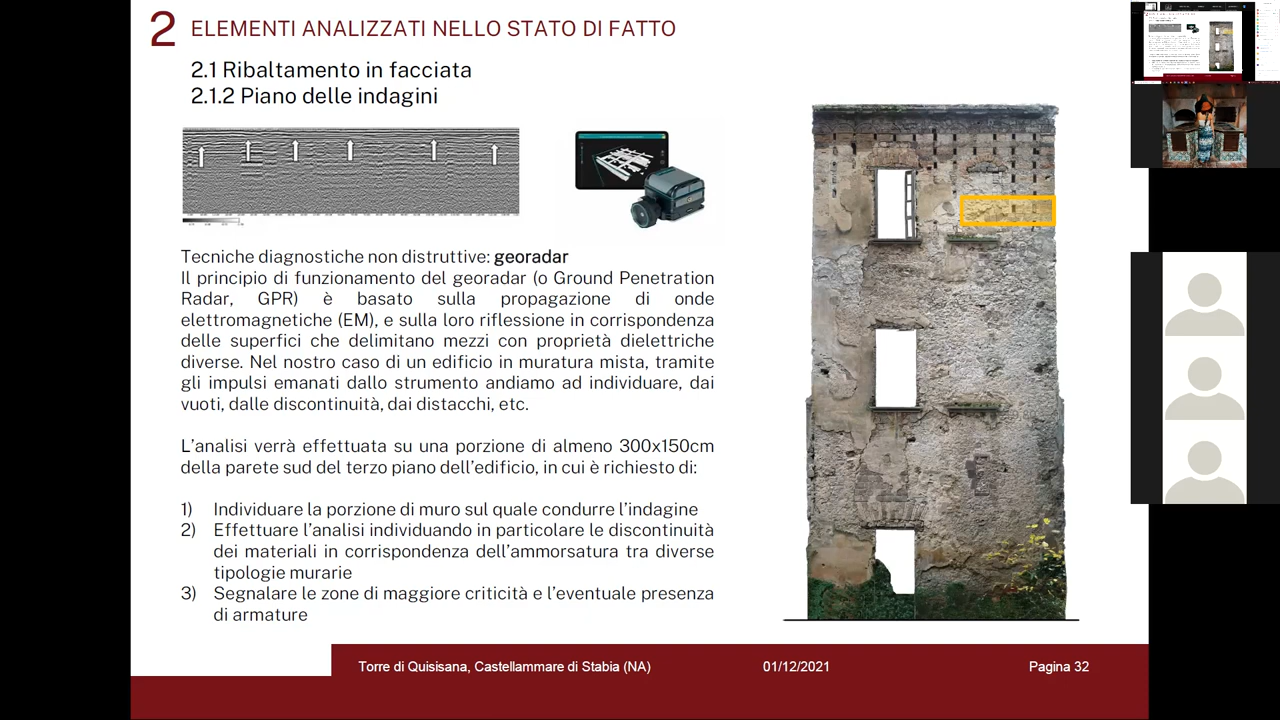 2 ELEMENTI ANALIZZATI NELLO STATO DI FATTO
2.1 Ribaltamento in facciata
2.1.2 Piano delle indagini
Tecniche diagnostiche non distruttive: georadar
Il principio di funzionamento del georadar (o Ground Penetration
Radar, GPR) è basato sulla propagazione di onde
elettromagnetiche (EM), e sulla loro riflessione in corrispondenza
delle superfici che delimitano mezzi con proprietà dielettriche
diverse. Nel nostro caso di un edificio in muratura mista, tramite
gli impulsi emanati dallo strumento andiamo ad individuare, dai
vuoti, dalle discontinuità, dai distacchi, etc.
L’analisi verrà effettuata su una porzione di almeno 300x150cm
della parete sud del terzo piano dell’edificio, in cui è richiesto di:
1) Individuare la porzione di muro sul quale condurre l’indagine
2) Effettuare l’analisi individuando in particolare le discontinuità
dei materiali in corrispondenza dell’ammorsatura tra diverse
tipologie murarie
3) Segnalare le zone di maggiore criticità e l’eventuale presenza
di armature
Torre di Quisisana, Castellammare di Stabia (NA) 01/12/2021 Pagina 32